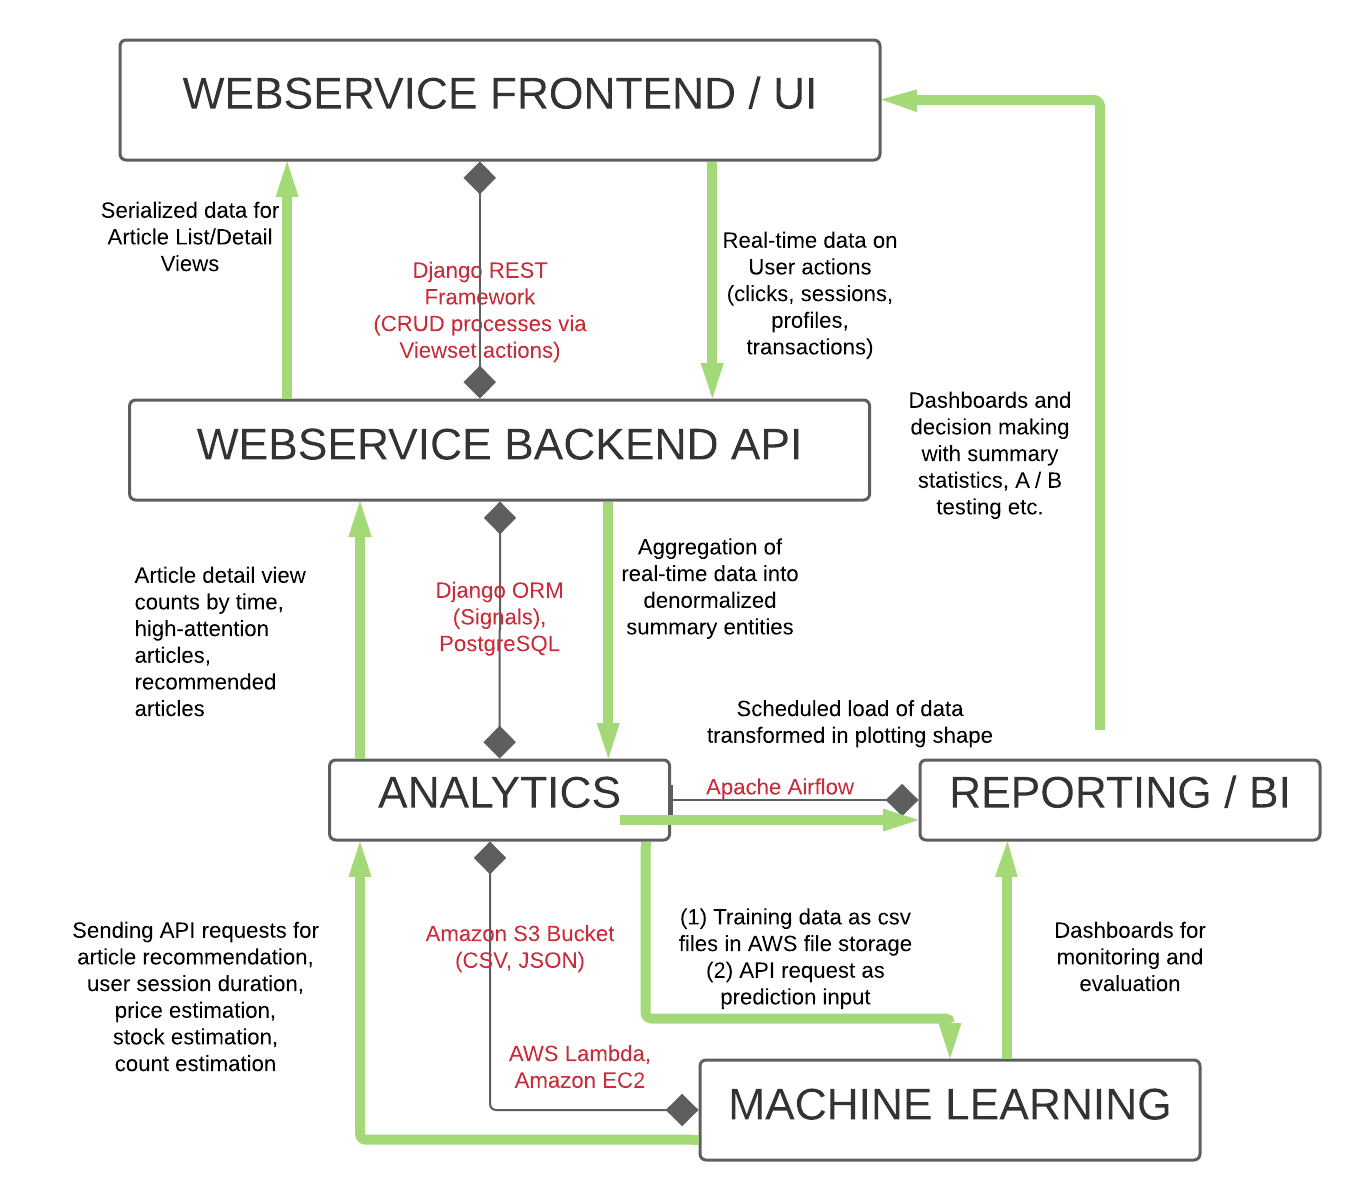 WEBSERVICE FRONTEND / UI
Serialized data for
Article List/Detail
Views
Django REST
Framework
(CRUD processes via
Viewset actions)
Real-time data on
User actions
(clicks, sessions,
profiles,
transactions)
WEBSERVICE BACKEND API
Dashboards and
decision making
with summary
statistics, A / B
testing etc.
Article detail view
counts by time,
high-attention
articles,
recommended
articles
Django ORM
(Signals),
PostgreSQL
Aggregation of
real-time data into
denormalized
summary entities
Scheduled load of data
transformed in plotting shape
ANALYTICS
Apache Airflow
REPORTING / BI
Sending API requests for
article recommendation,
user session duration,
price estimation,
stock estimation,
count estimation
Amazon S3 Bucket
(CSV, JSON)
(1) Training data as csv
files in AWS file storage
(2) API request as
prediction input
Dashboards for
monitoring and
evaluation
AWS Lambda,
Amazon EC2
MACHINE LEARNING